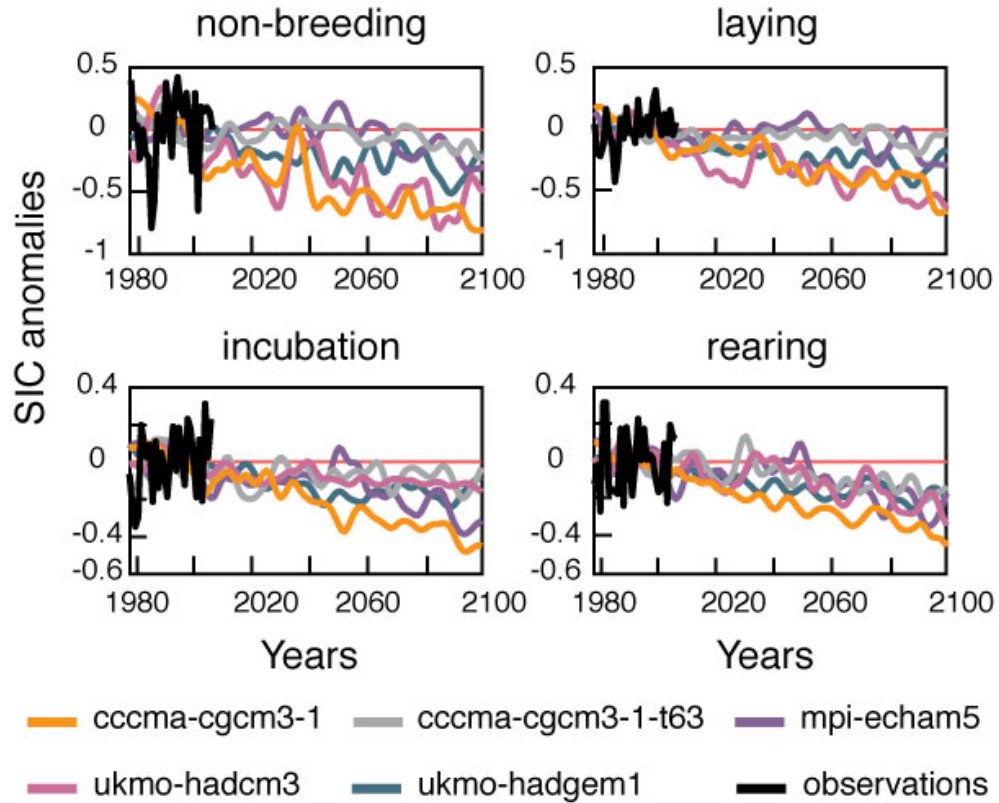 non-breeding laying
0.5 0.5
0 0
-0.5 -0.5
-1 -1
1980 2020 2060 2100 1980 2020 2060 2100
SIC anomalies
incubation rearing
0.4 0.4
0 0
-0.4 -0.4
-0.6 -0.6
1980 2020 2060 2100 1980 2020 2060 2100
Years Years
cccma-cgcm3-1 cccma-cgcm3-1-t63 mpi-echam5
ukmo-hadcm3 ukmo-hadgem1 observations